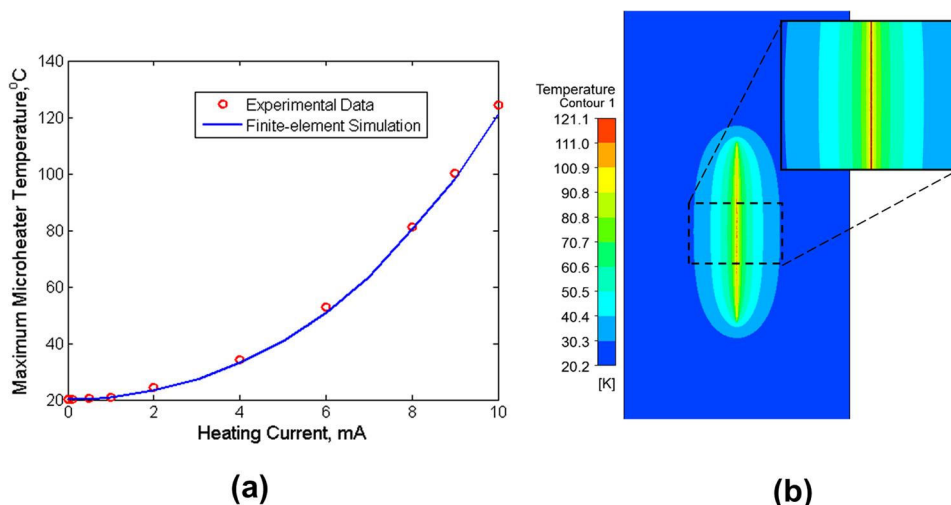 140
120
100
80
60
40
20
Maximum Microheater Temperature,⁰C
Experimental Data
Finite-element Simulation
0
2
4
6
8
10
Heating Current, mA
(a)
Temperature
Contour 1
121.1
111.0
100.9
90.8
80.8
70.7
60.6
50.5
40.4
30.3
20.2
[K]
(b)